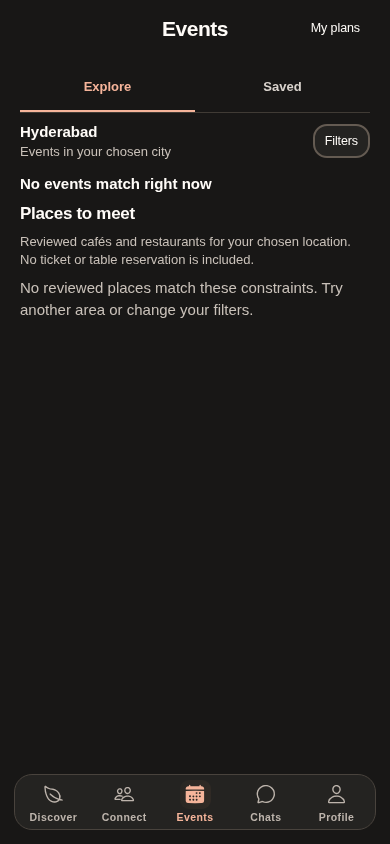 Events
My plans
Explore
Saved
Hyderabad
Events in your chosen city
Filters
No events match right now
Places to meet
Reviewed cafés and restaurants for your chosen location.
No ticket or table reservation is included.
No reviewed places match these constraints. Try
another area or change your filters.
Discover
Connect
Events
Chats
Profile